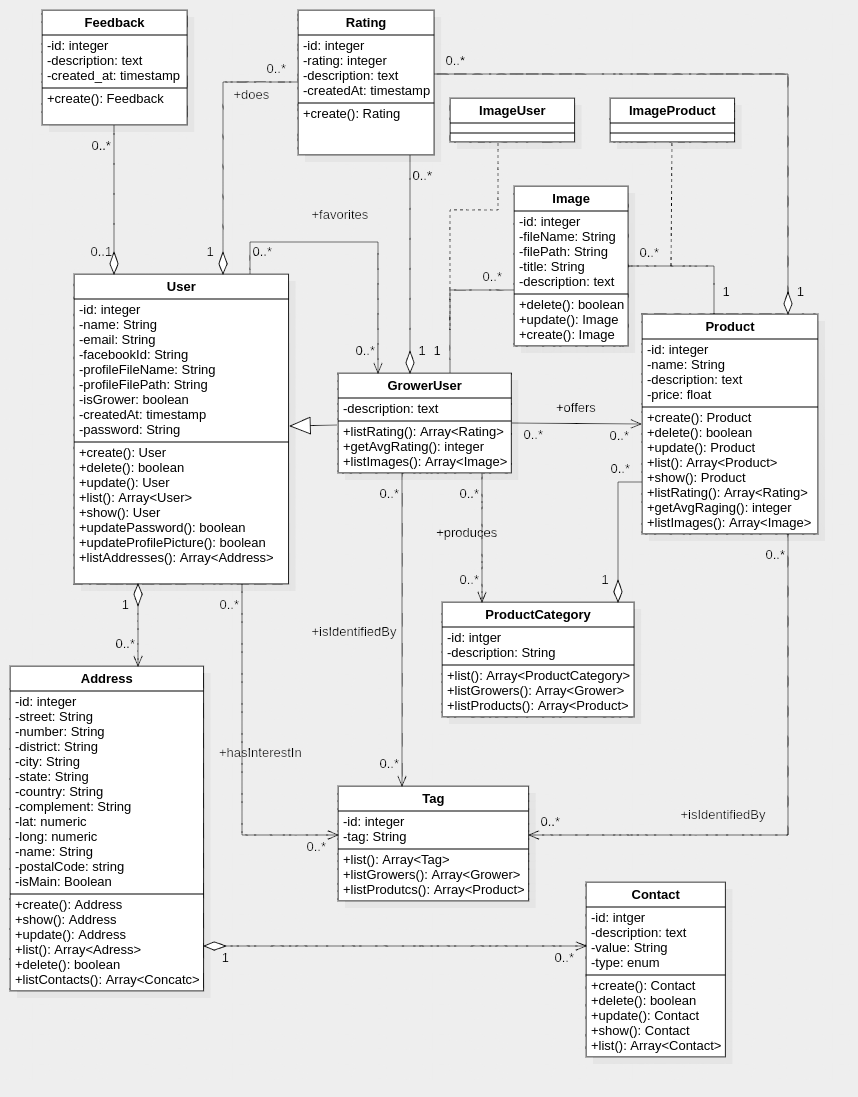 Feedback
-id: integer
-description: text
-created_at: timestamp
+create(): Feedback
Rating
-id: integer
-rating: integer
-description: text
-createdAt: timestamp
+create(): Rating
0..*
+does
0..*
ImageUser
ImageProduct
0..*
0..*
Image
-id: integer
-fileName: String
-filePath: String
-title: String
-description: text
+delete(): boolean
+update(): Image
+create(): Image
+favorites
0..1
1
0..*
0..*
0..*
1
1
User
-id: integer
-name: String
-email: String
-facebookId: String
-profileFileName: String
-profileFilePath: String
-isGrower: boolean
-createdAt: timestamp
-password: String
+create(): User
+delete(): boolean
+update(): User
+list(): Array<User>
+show(): User
+updatePassword(): boolean
+updateProfilePicture(): boolean
+listAddresses(): Array<Address>
0..*
1
1
GrowerUser
-description: text
+listRating(): Array<Rating>
+getAvgRating(): integer
+listImages(): Array<Image>
Product
-id: integer
-name: String
-description: text
-price: float
+create(): Product
+delete(): boolean
+update(): Product
+list(): Array<Product>
+show(): Product
+listRating(): Array<Rating>
+getAvgRaging(): integer
+listImages(): Array<Image>
+offers
0..*
0..*
0..*
0..*
0..*
+produces
0..*
0..*
1
1
0..*
0..*
ProductCategory
-id: intger
-description: String
+list(): Array<ProductCategory>
+listGrowers(): Array<Grower>
+listProducts(): Array<Product>
+isIdentifiedBy
0..*
Address
-id: integer
-street: String
-number: String
-district: String
-city: String
-state: String
-country: String
-complement: String
-lat: numeric
-long: numeric
-name: String
-postalCode: string
-isMain: Boolean
+create(): Address
+show(): Address
+update(): Address
+list(): Array<Adress>
+delete(): boolean
+listContacts(): Array<Concatc>
+hasInterestIn
0..*
0..*
Tag
-id: integer
-tag: String
+list(): Array<Tag>
+listGrowers(): Array<Grower>
+listProdutcs(): Array<Product>
0..*
+isIdentifiedBy
1
0..*
Contact
-id: intger
-description: text
-value: String
-type: enum
+create(): Contact
+delete(): boolean
+update(): Contact
+show(): Contact
+list(): Array<Contact>